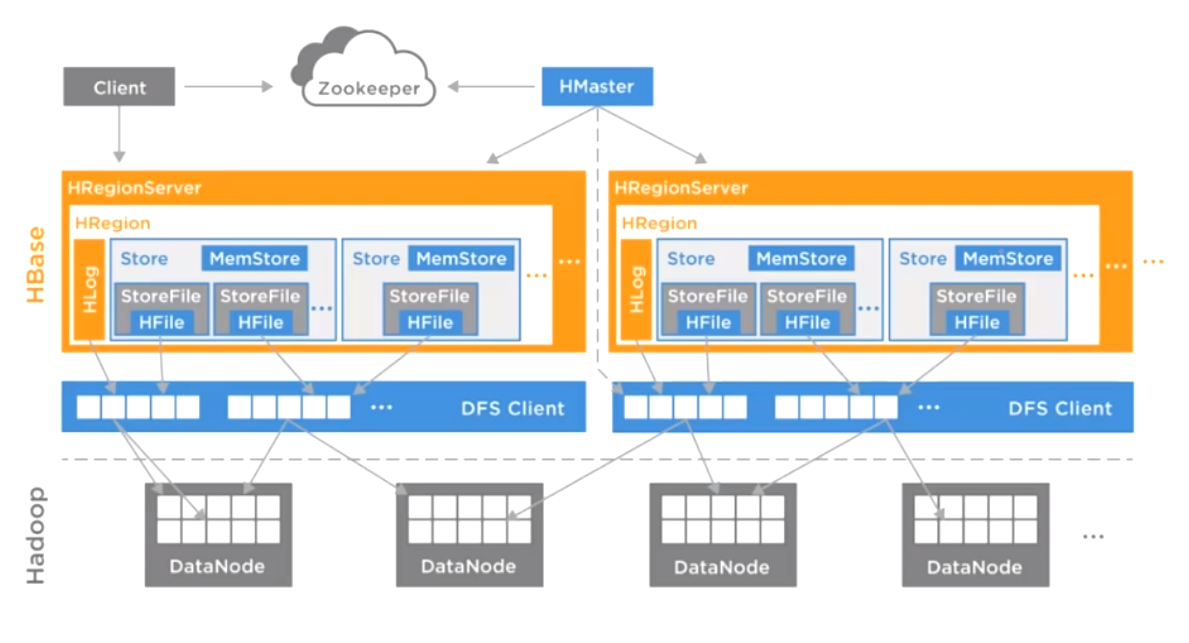 Client
Zookeeper
HMaster
HBase
HRegionServer
HRegion
HLog
Store
MemStore
StoreFile
HFile
StoreFile
HFile
...
Store
MemStore
StoreFile
HFile
...
...
HRegionServer
HRegion
HLog
Store
MemStore
StoreFile
HFile
StoreFile
HFile
...
Store
MemStore
StoreFile
HFile
...
...
...
...
DFS Client
...
DFS Client
Hadoop
DataNode
DataNode
DataNode
DataNode
...